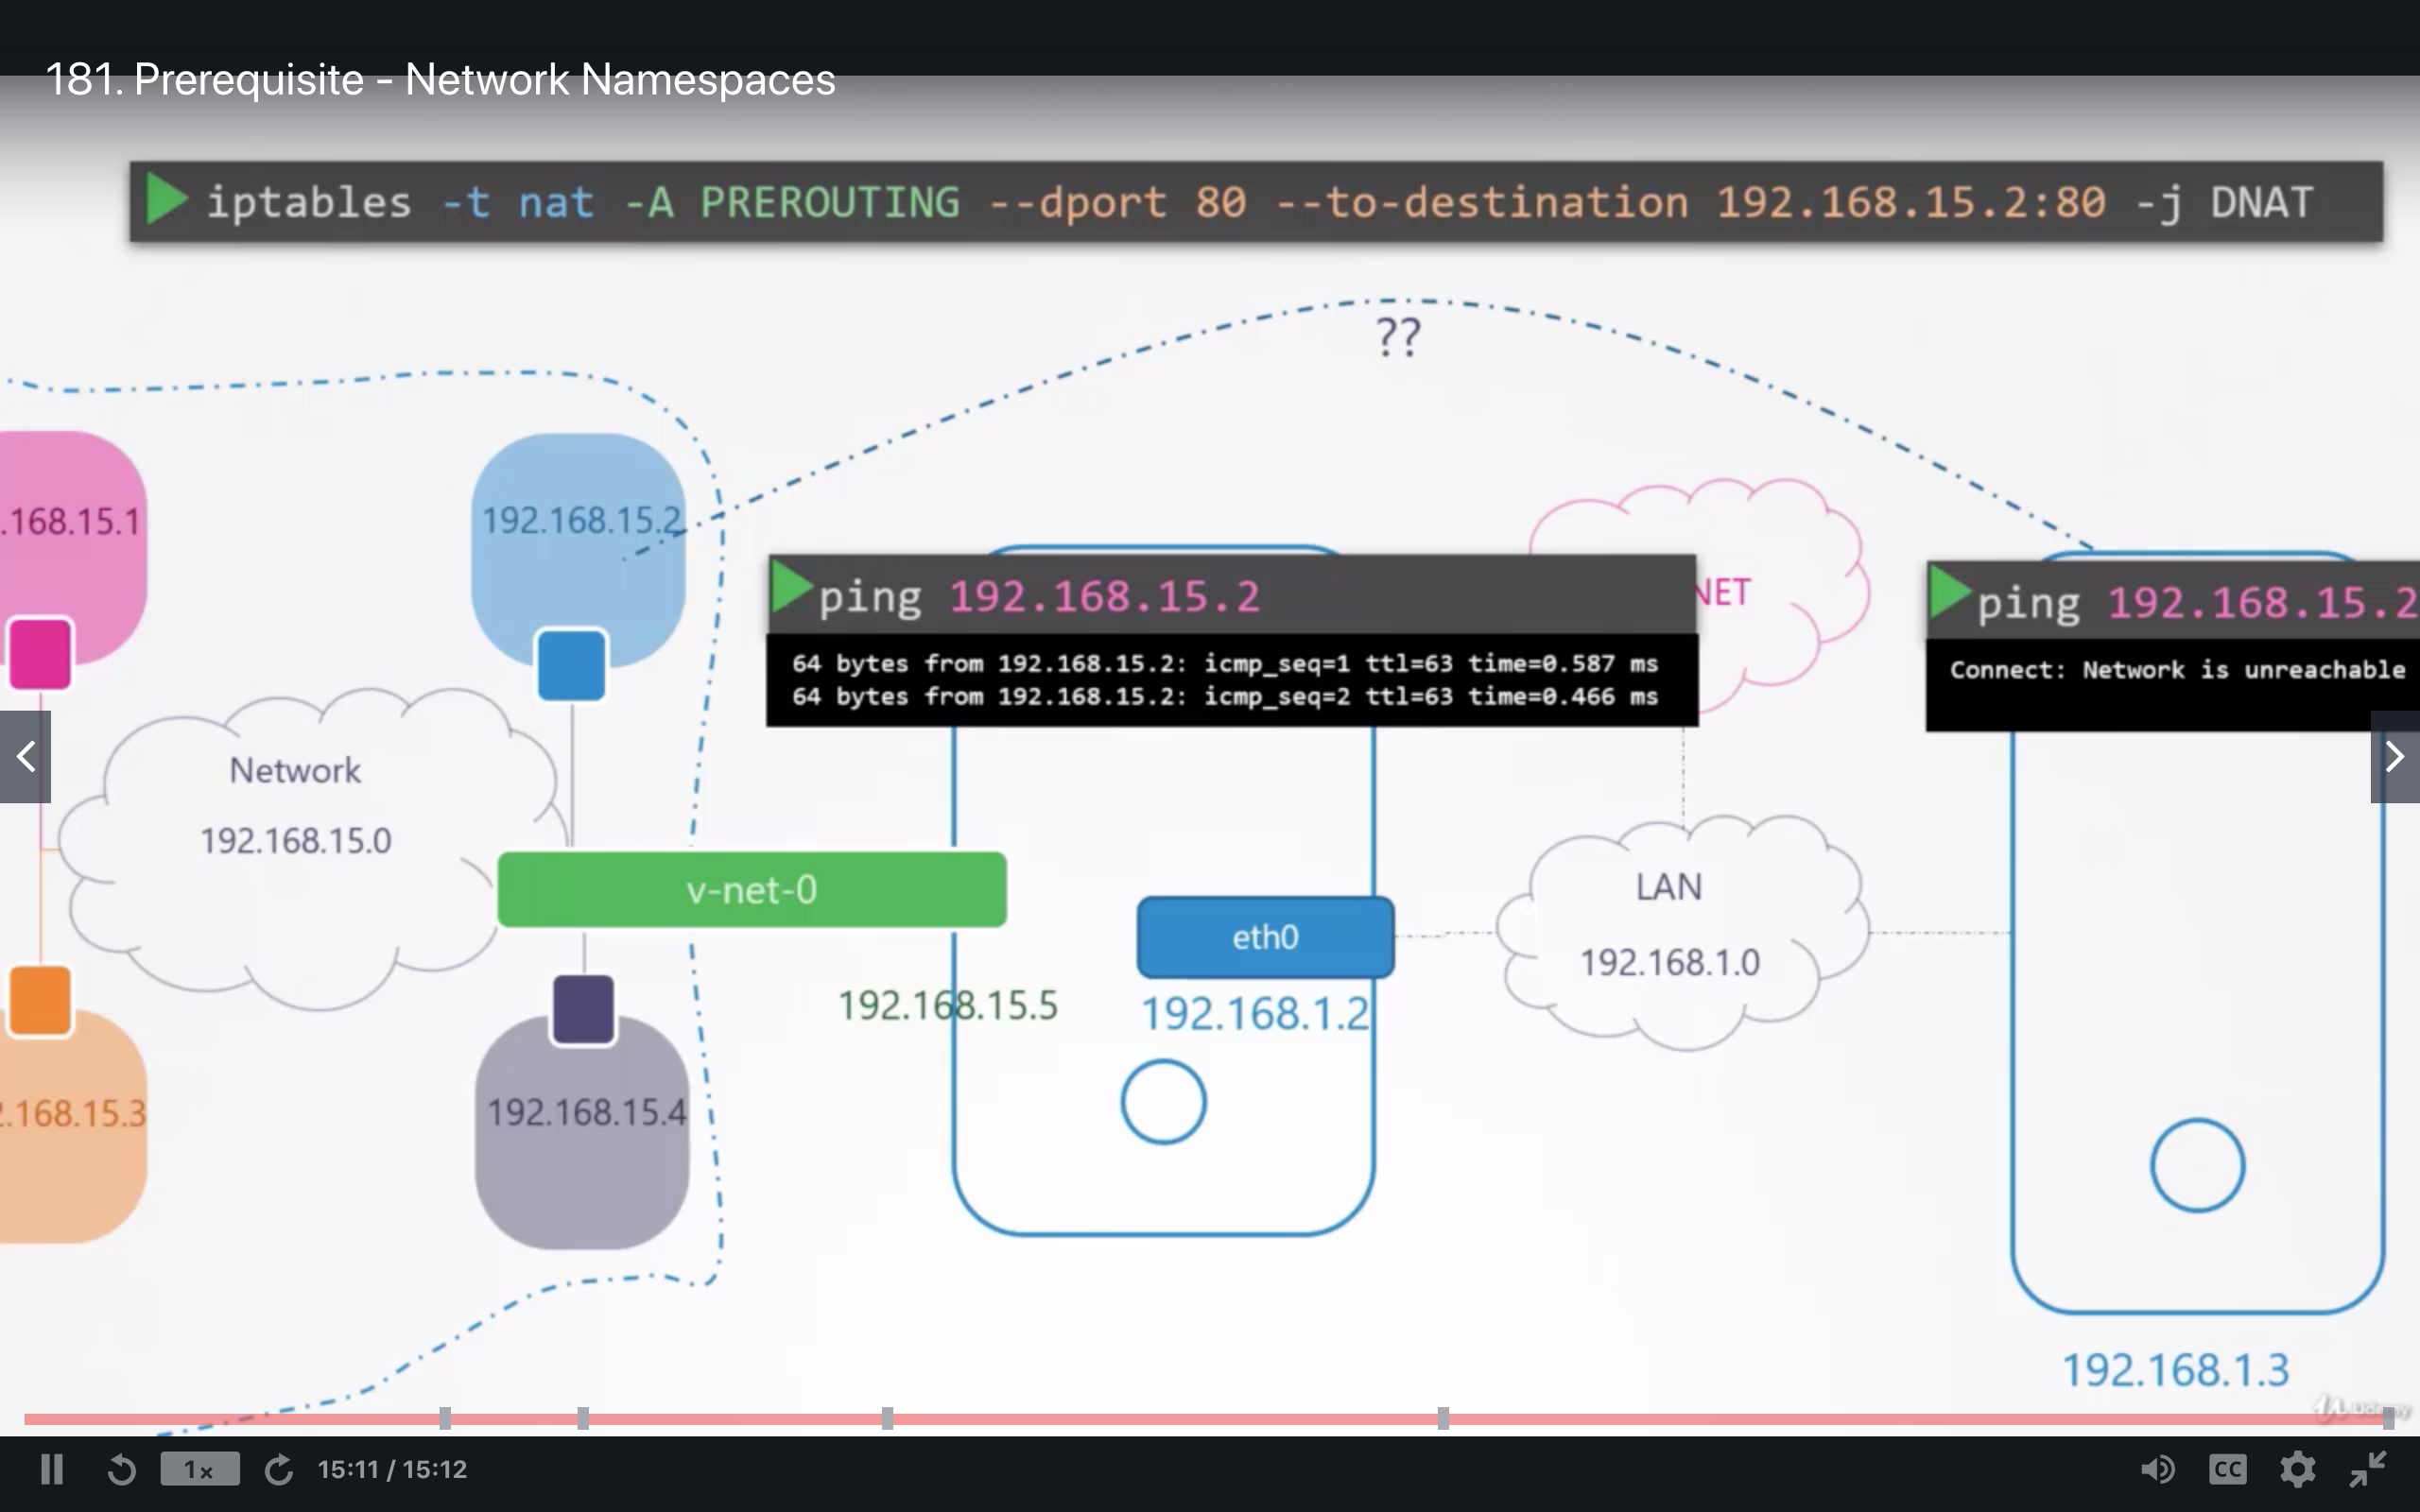 181. Prerequisite - Network Namespaces
iptables -t nat -A PREROUTING --dport 80 --to-destination 192.168.15.2:80 -j DNAT
??
.168.15.1
192.168.15.2
ping 192.168.15.2
64 bytes from 192.168.15.2: icmp_seq=1 ttl=63 time=0.587 ms
64 bytes from 192.168.15.2: icmp_seq=2 ttl=63 time=0.466 ms
NET
ping 192.168.15.2
Connect: Network is unreachable
Network
192.168.15.0
v-net-0
192.168.15.5
eth0
192.168.1.2
LAN
192.168.1.0
.168.15.3
192.168.15.4
192.168.1.3
Udemy
1x
15:11 / 15:12
CC